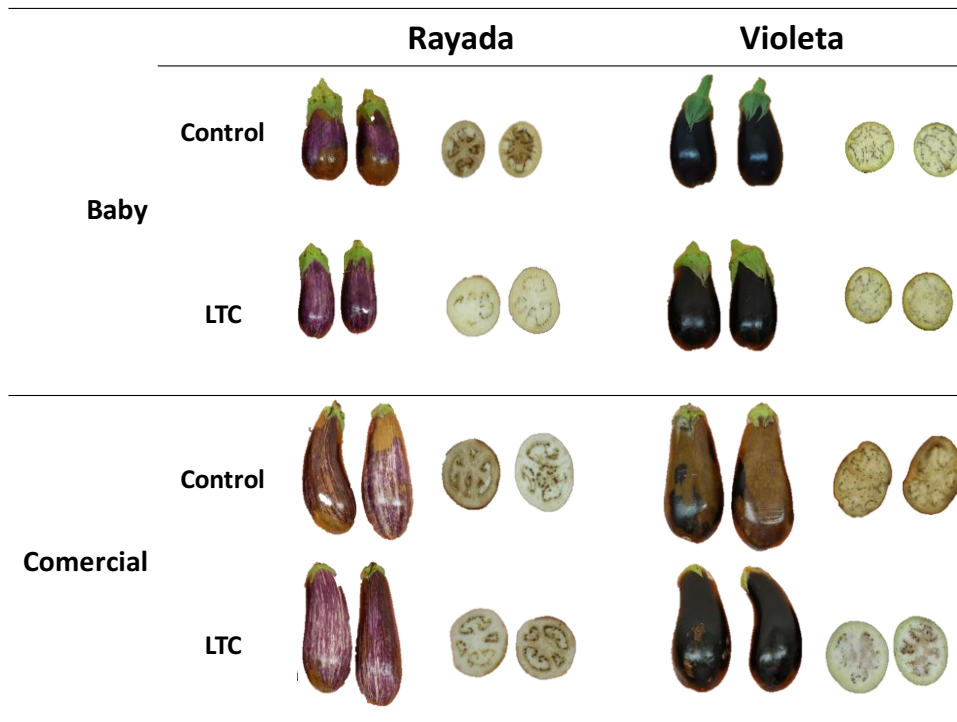 Rayada Violeta
Control
Baby
LTC
Control
Comercial
LTC